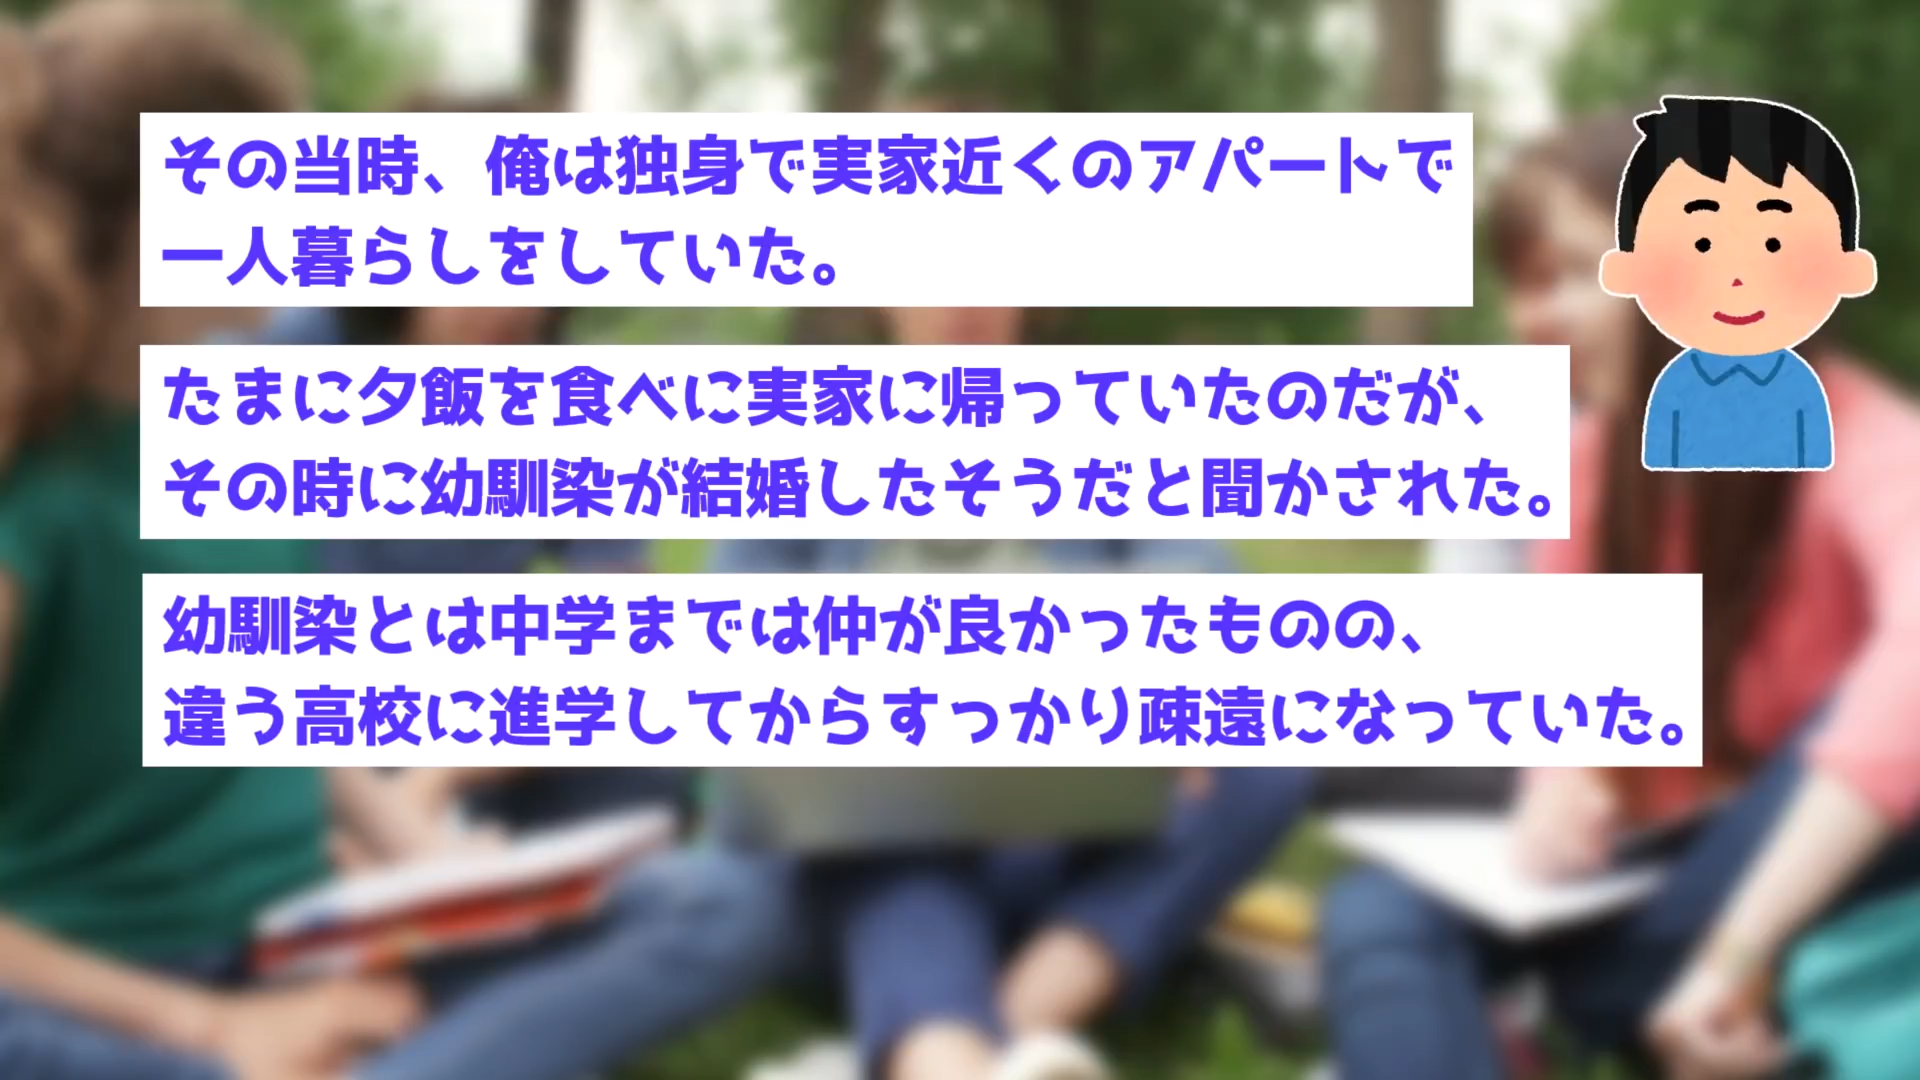 その当時、俺は独身で実家近くのアパートで
一人暮らしをしていた。
たまに夕飯を食べに実家に帰っていたのだが、
その時に幼馴染が結婚したそうだと聞かされた。
幼馴染とは中学までは仲が良かったものの、
違う高校に進学してからすっかり疎遠になっていた。